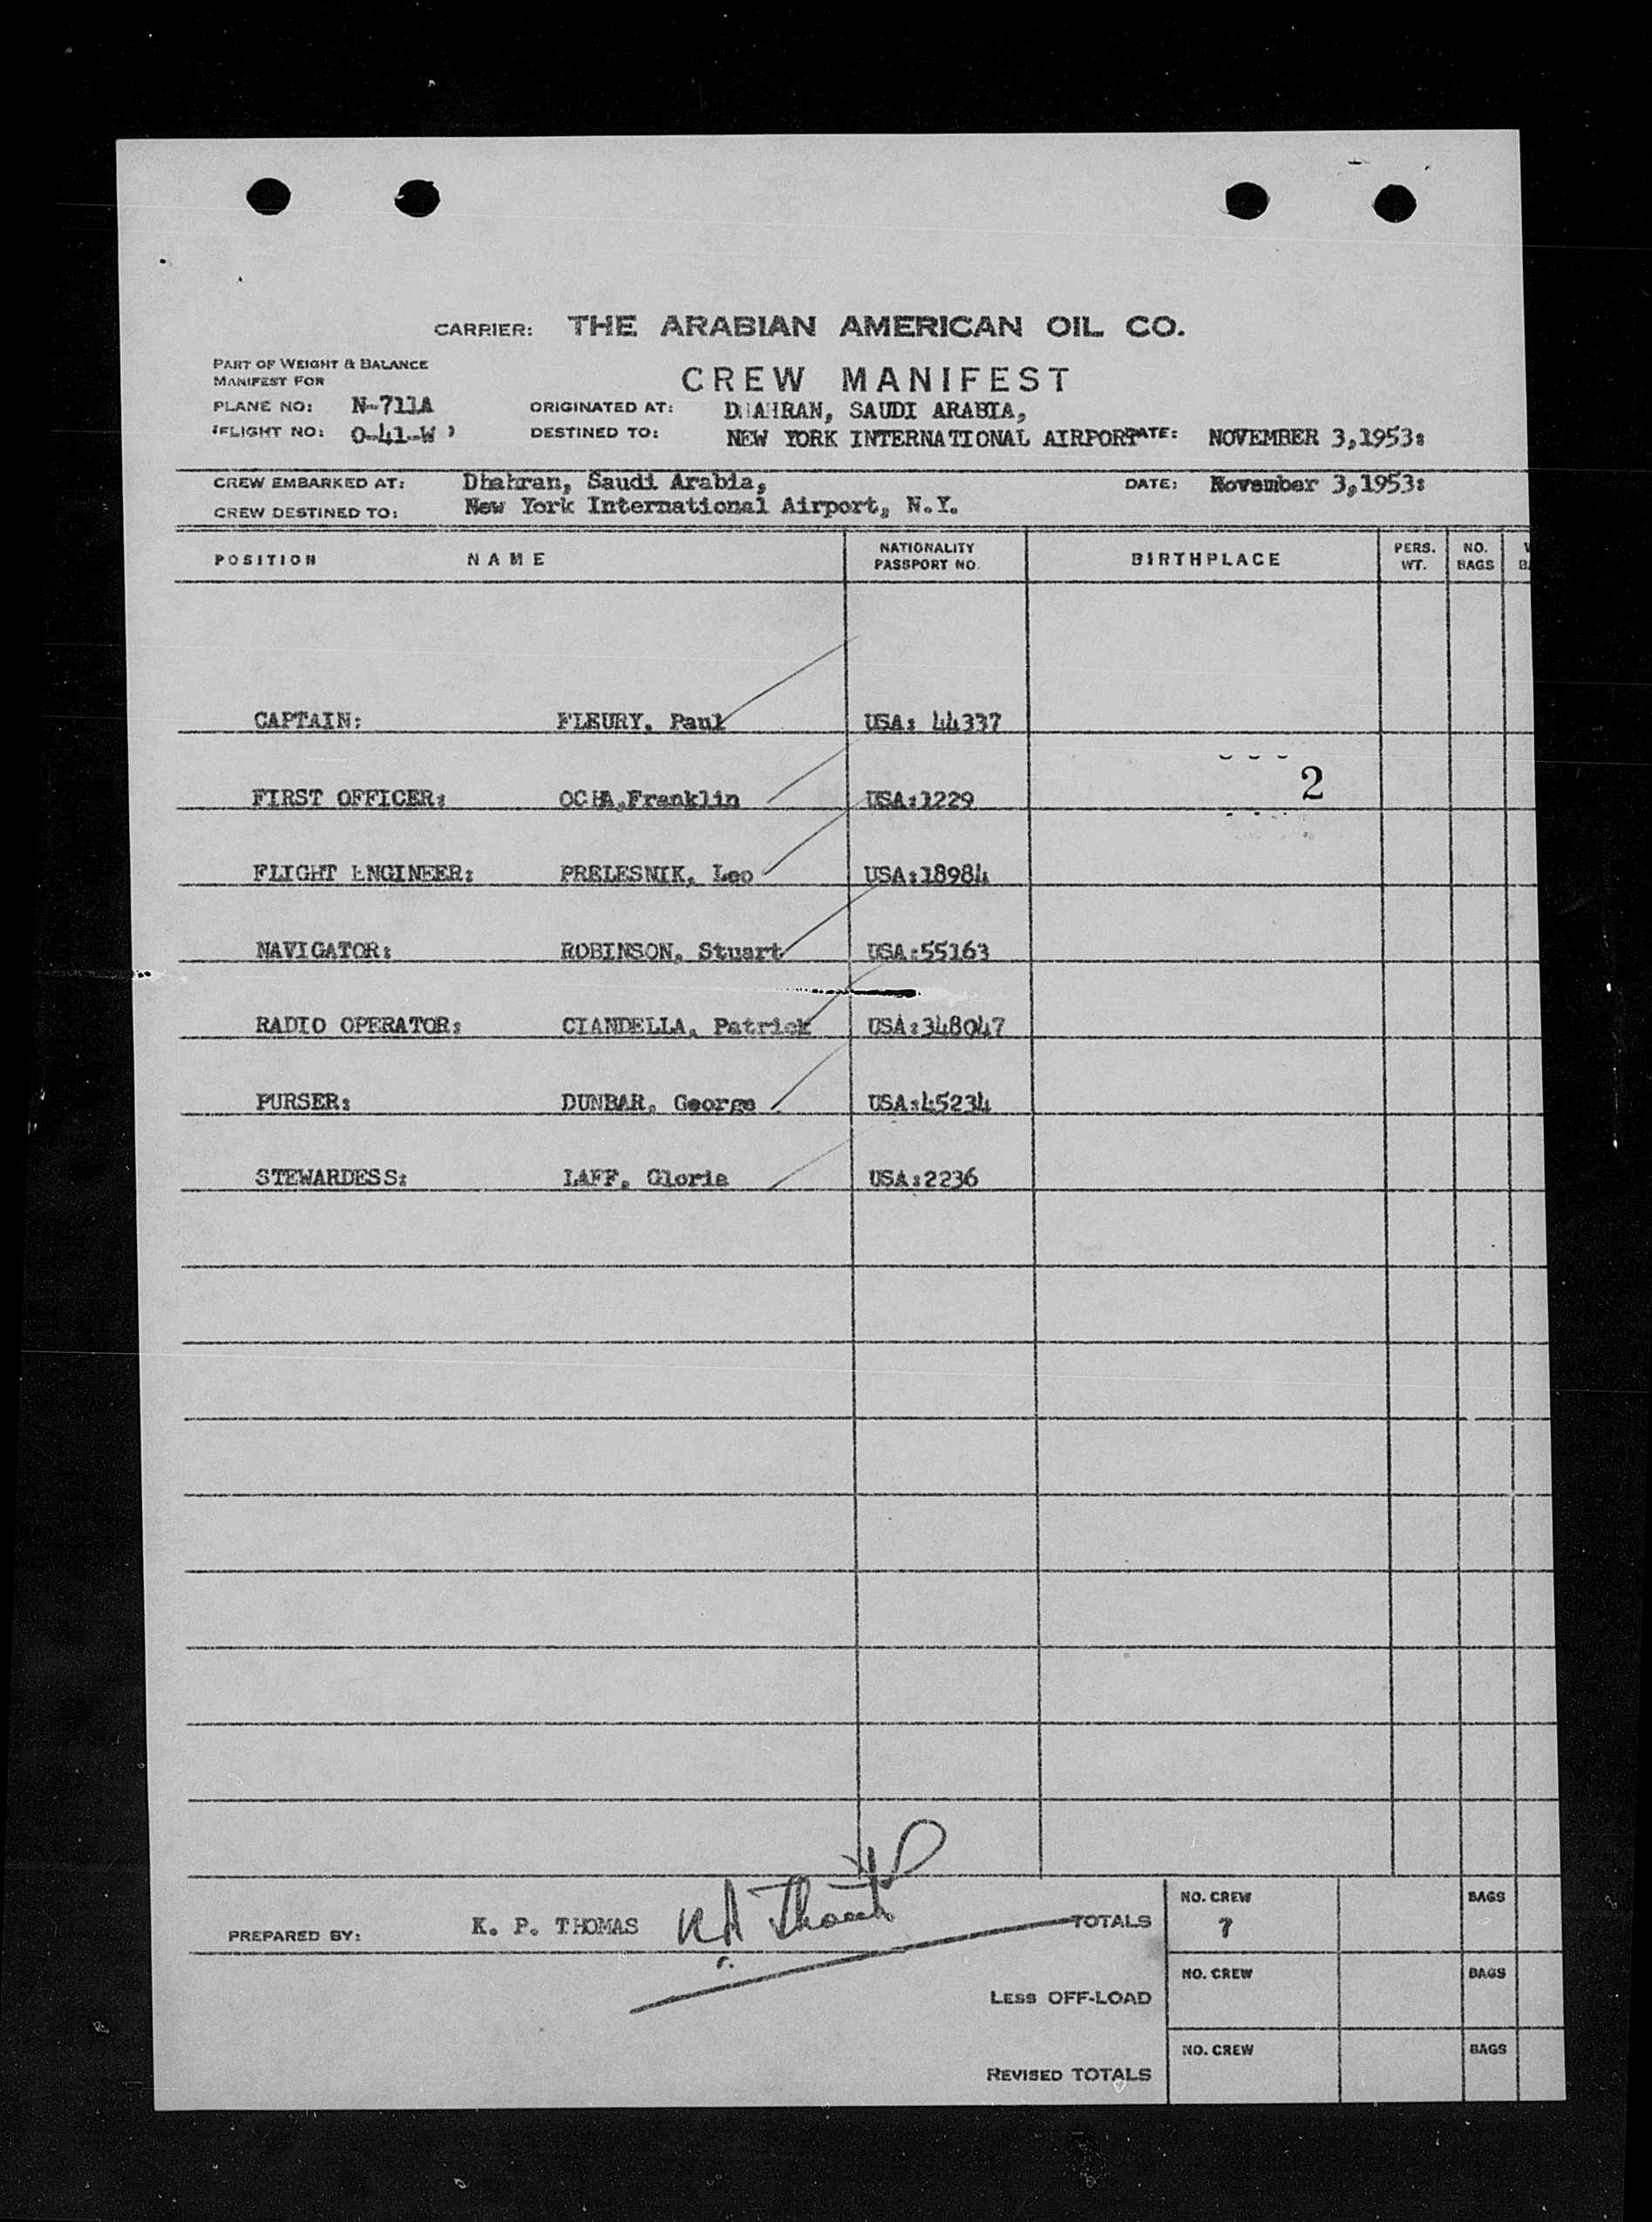 CARRIER: THE ARABIAN AMERICAN OIL CO.
PART OF WEIGHT & BALANCE
MANIFEST FOR
CREW MANIFEST
PLANE NO: N-711A
ORIGINATED AT: DHAHRAN, SAUDI ARABIA,
FLIGHT NO: O-41-W
DESTINED TO: NEW YORK INTERNATIONAL AIRPORT DATE: NOVEMBER 3,1953:
CREW EMBARKED AT: Dhahran, Saudi Arabia, DATE: November 3,1953:
CREW DESTINED TO: New York International Airport, N.Y.
POSITION NAME NATIONALITY PASSPORT NO. BIRTHPLACE PERS. WT. NO. BAGS
CAPTAIN: FLEURY, Paul USA: 44337
2
FIRST OFFICER: OCHA,Franklin USA:1229
FLIGHT ENGINEER: PRELESNIK, Leo USA:18984
NAVIGATOR: ROBINSON, Stuart USA:55163
RADIO OPERATOR: CIANDELLA, Patrick USA:348047
PURSER: DUNBAR, George USA:45234
STEWARDESS: LAFF, Gloria USA:2236
PREPARED BY: K. P. THOMAS TOTALS NO. CREW 7 BAGS
LESS OFF-LOAD NO. CREW BAGS
REVISED TOTALS NO. CREW BAGS